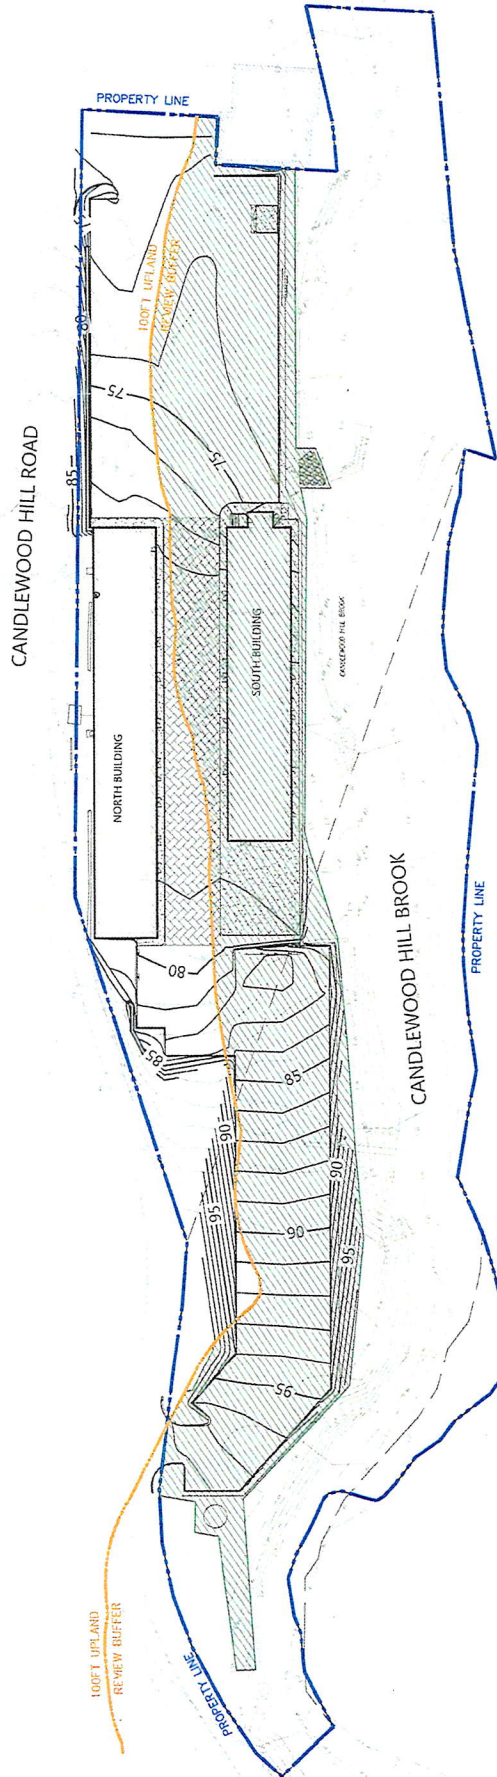 PROPERTY LINE
100FT UPLAND
REVIEW BUFFER
80
75
85
75
CANDLEWOOD HILL ROAD
NORTH BUILDING
SOUTH BUILDING
CANDLEWOOD HILL BROOK
80
85
85
CANDLEWOOD HILL BROOK
PROPERTY LINE
90
95
90
90
95
95
100FT UPLAND
REVIEW BUFFER
PROPERTY LINE